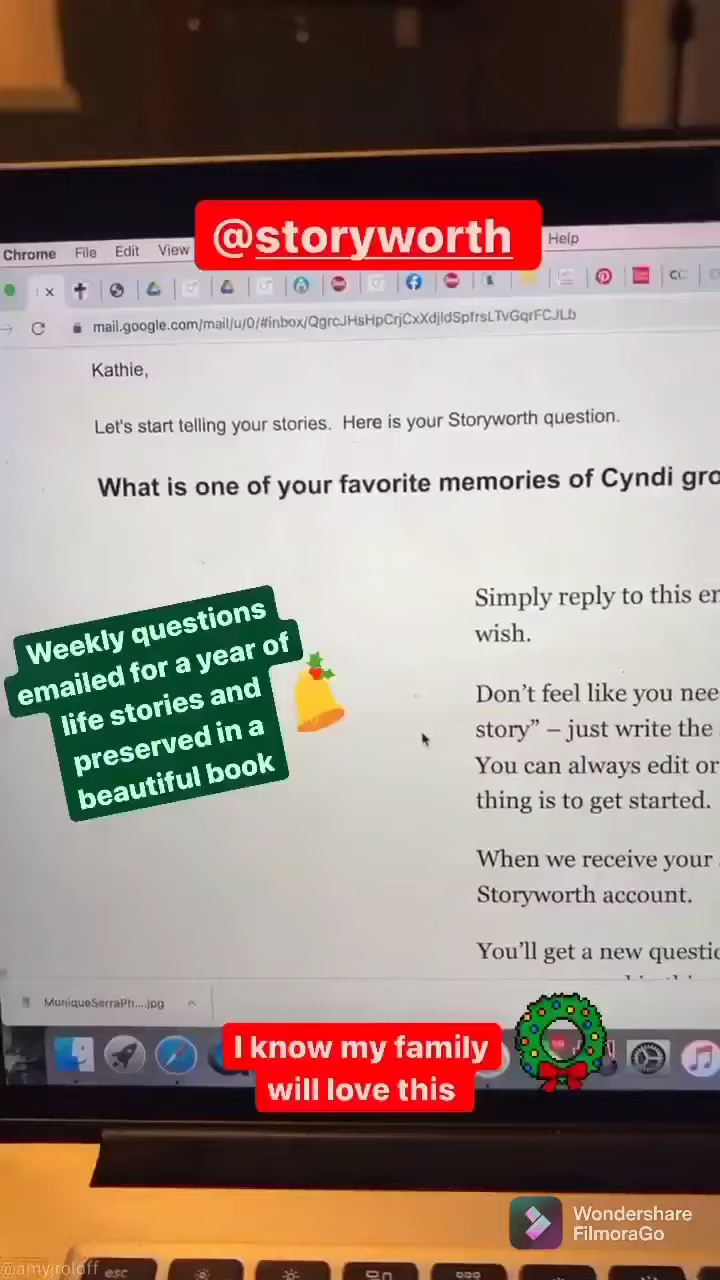 @storyworth
Chrome File Edit View Help
mail.google.com/mail/u/0/#inbox/QgrcJHsHpCrjCxXdjldSpfrsLTvGqrFCJLb
Kathie,
Let's start telling your stories. Here is your Storyworth question.
What is one of your favorite memories of Cyndi gro
Simply reply to this
wish.
Don't feel like you
story" – just write the
You can always edit or
thing is to get started.
When we receive your
Storyworth account.
You'll get a new
Weekly questions
emailed for a year of
life stories and
preserved in a
beautiful book
MuniqueSerraPh....jpg
I know my family
will love this
Wondershare
FilmoraGo
@amyjroloff
esc